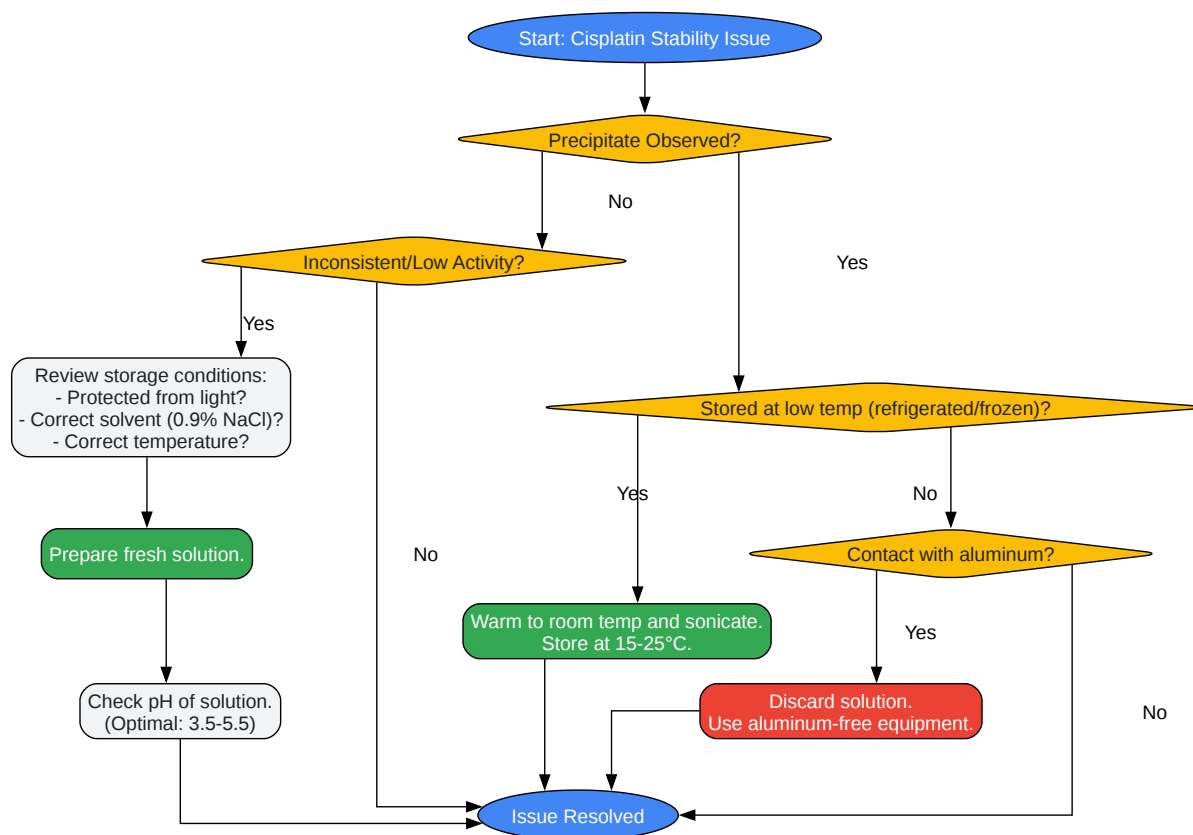 Start: Cisplatin Stability Issue
Precipitate Observed?
No
Inconsistent/Low Activity?
Yes
Yes
Review storage conditions:
- Protected from light?
- Correct solvent (0.9% NaCl)?
- Correct temperature?
Stored at low temp (refrigerated/frozen)?
Yes
No
Prepare fresh solution.
No
Contact with aluminum?
Warm to room temp and sonicate.
Store at 15-25°C.
Yes
Check pH of solution.
(Optimal: 3.5-5.5)
Discard solution.
Use aluminum-free equipment.
No
Issue Resolved